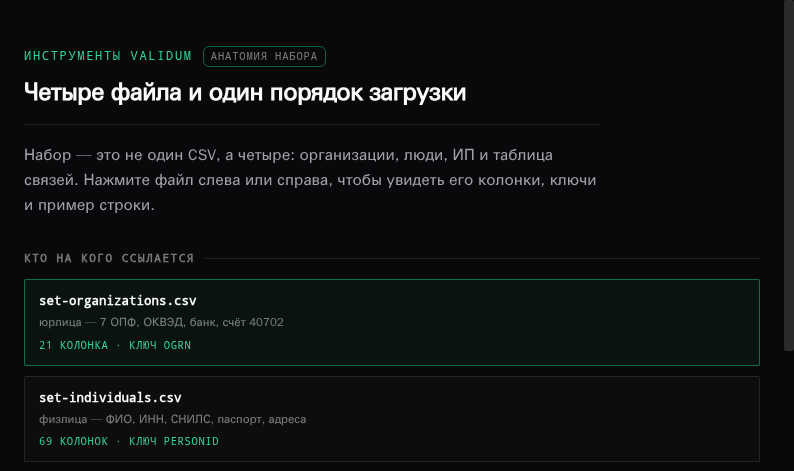 ИНСТРУМЕНТЫ VALIDUM
АНАТОМИЯ НАБОРА
Четыре файла и один порядок загрузки
Набор — это не один CSV, а четыре: организации, люди, ИП и таблица
связей. Нажмите файл слева или справа, чтобы увидеть его колонки, ключи
и пример строки.
КТО НА КОГО ССЫЛАЕТСЯ
set-organizations.csv
юрлица — 7 ОПФ, ОКВЭД, банк, счёт 40702
21 КОЛОНКА · КЛЮЧ OGRN
set-individuals.csv
физлица — ФИО, ИНН, СНИЛС, паспорт, адреса
69 КОЛОНОК · КЛЮЧ PERSONID